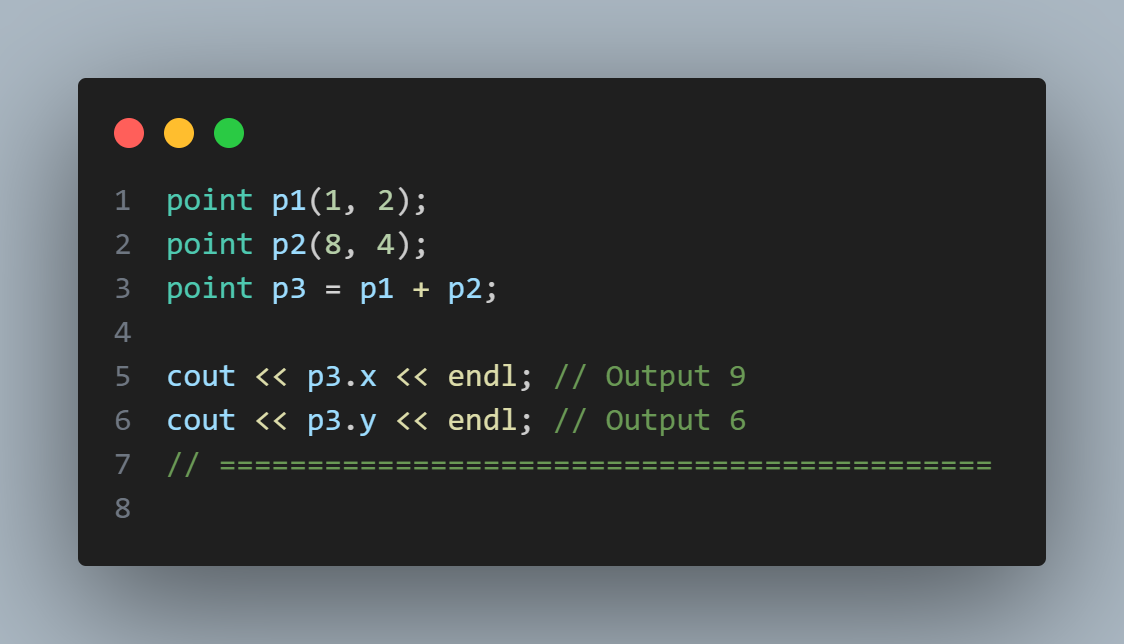 1 point p1(1, 2);
2 point p2(8, 4);
3 point p3 = p1 + p2;
4
5 cout << p3.x << endl; // Output 9
6 cout << p3.y << endl; // Output 6
7 // ============================================
8